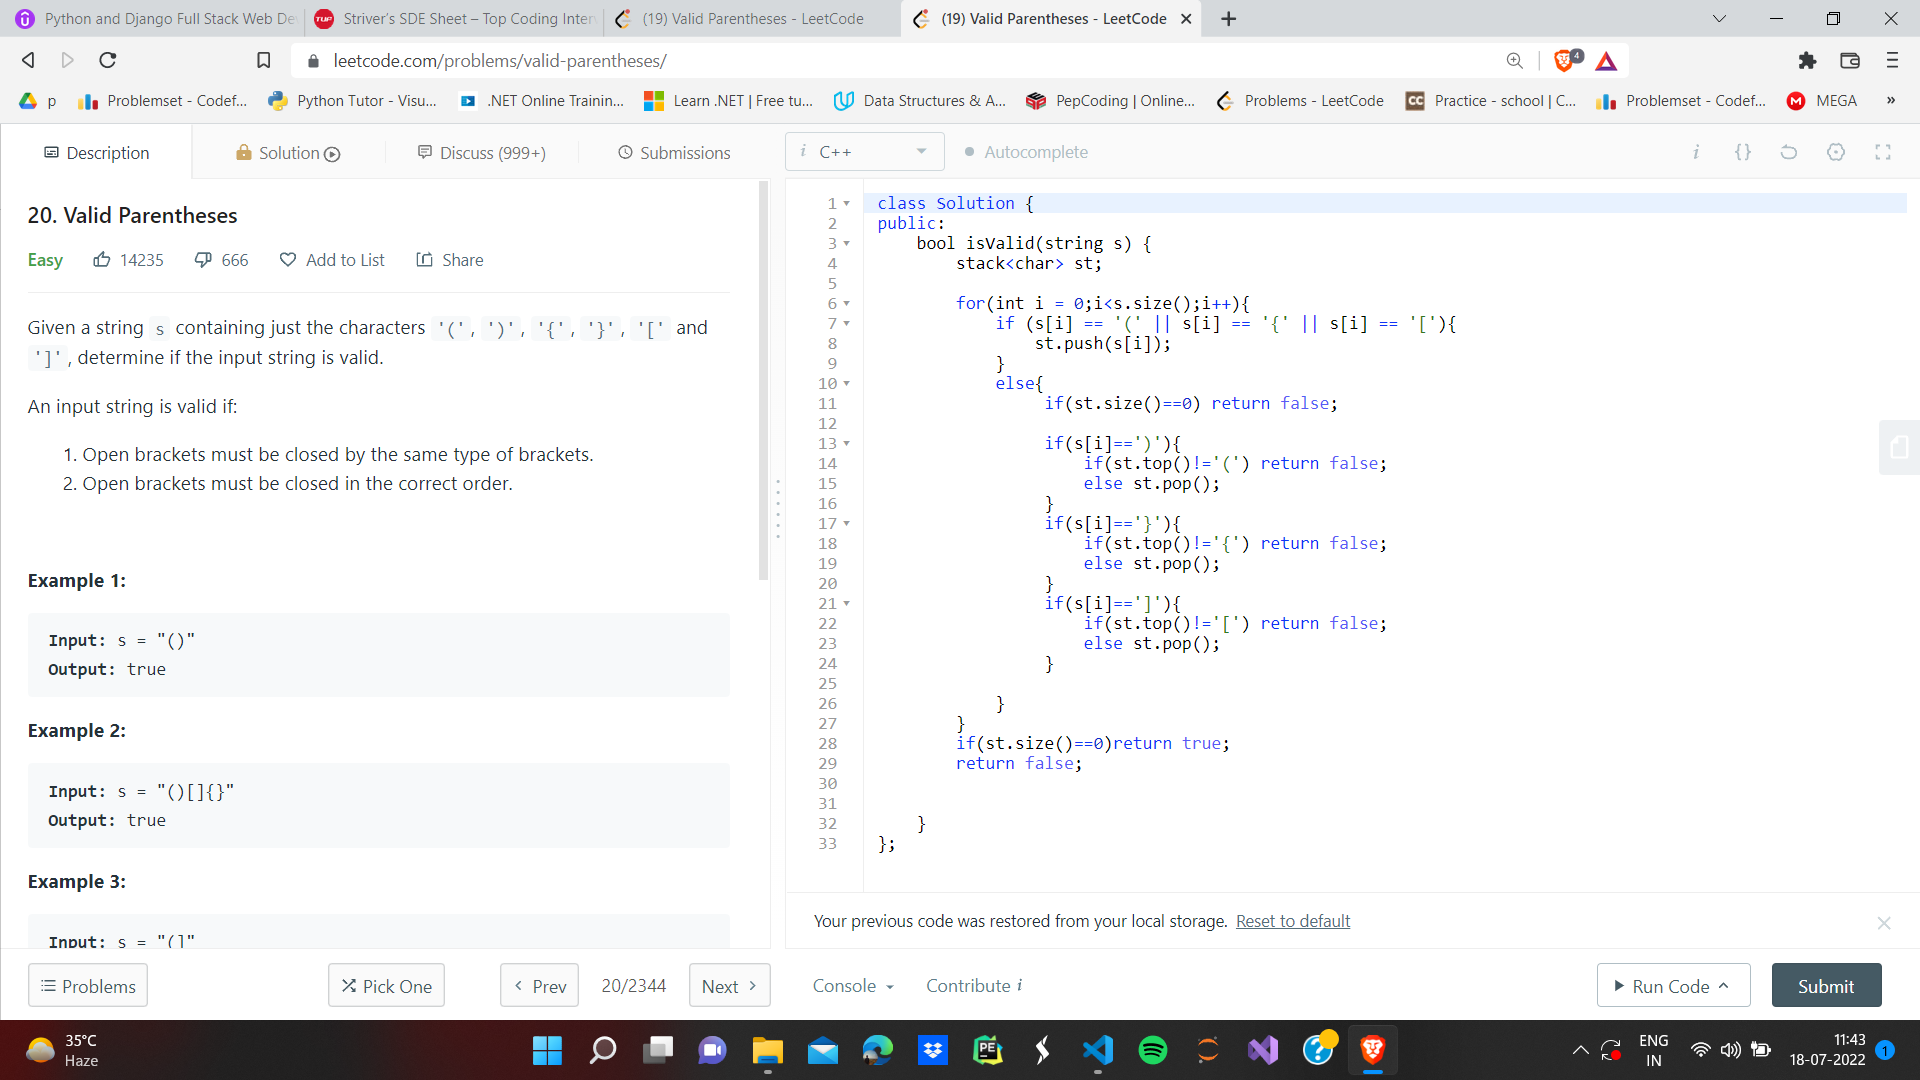 Python and Django Full Stack Web De
Striver's SDE Sheet – Top Coding Inter
(19) Valid Parentheses - LeetCode
(19) Valid Parentheses - LeetCode
leetcode.com/problems/valid-parentheses/
4
p
Problemset - Codef...
Python Tutor - Visu...
.NET Online Trainin...
Learn .NET | Free tu...
Data Structures & A...
PepCoding | Online...
Problems - LeetCode
Practice - school | C...
Problemset - Codef...
MEGA
»
Description
Solution
Discuss (999+)
Submissions
i C++
Autocomplete
i {}
20. Valid Parentheses
Easy 14235 666 Add to List Share
Given a string s containing just the characters '(', ')', '{', '}', '[' and
']', determine if the input string is valid.
An input string is valid if:
1. Open brackets must be closed by the same type of brackets.
2. Open brackets must be closed in the correct order.
Example 1:
Input: s = "()"
Output: true
Example 2:
Input: s = "()[]{}"
Output: true
Example 3:
Input: s = "(]"
1 class Solution {
2 public:
3     bool isValid(string s) {
4         stack<char> st;
5
6         for(int i = 0;i<s.size();i++){
7             if (s[i] == '(' || s[i] == '{' || s[i] == '['){
8                 st.push(s[i]);
9             }
10             else{
11                  if(st.size()==0) return false;
12
13                  if(s[i]==')'){
14                      if(st.top()!='(') return false;
15                      else st.pop();
16                  }
17                  if(s[i]=='}'){
18                      if(st.top()!='{') return false;
19                      else st.pop();
20                  }
21                  if(s[i]==']'){
22                      if(st.top()!='[') return false;
23                      else st.pop();
24                  }
25
26             }
27         }
28         if(st.size()==0)return true;
29         return false;
30
31
32     }
33 };
Your previous code was restored from your local storage. Reset to default
Problems
Pick One
Prev
20/2344
Next
Console
Contribute i
Run Code
Submit
35°C
Haze
ENG
IN
11:43
18-07-2022
1